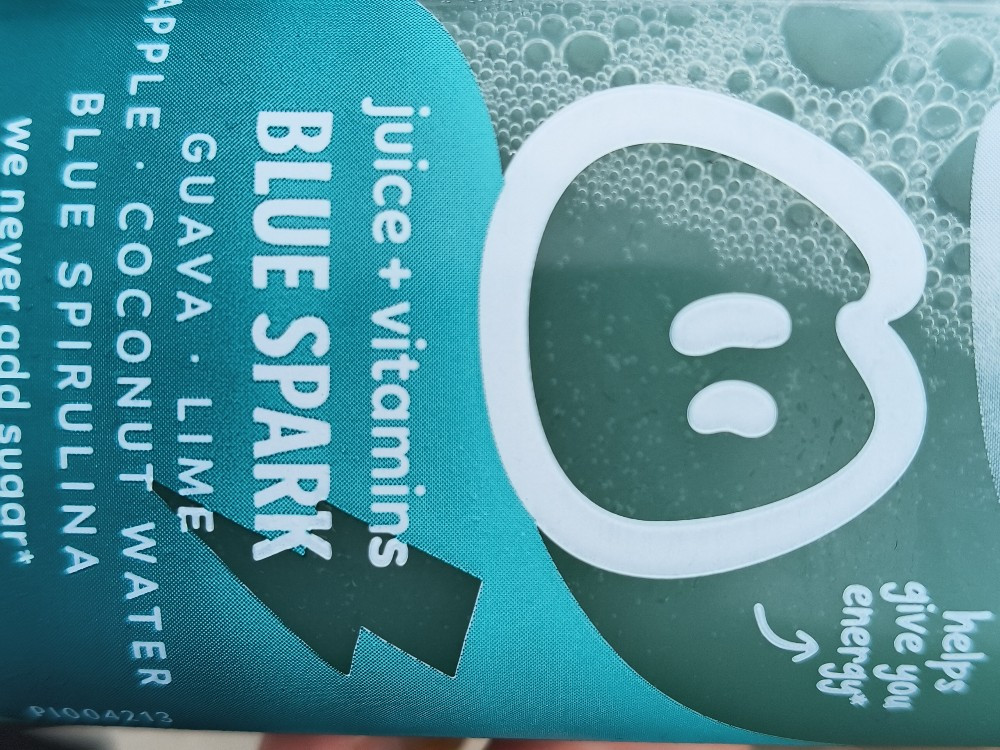 helps
give you
energy*
juice + vitamins
BLUE SPARK
GUAVA · LIME
APPLE · COCONUT WATER
BLUE SPIRULINA
we never add sugar*
P1004213